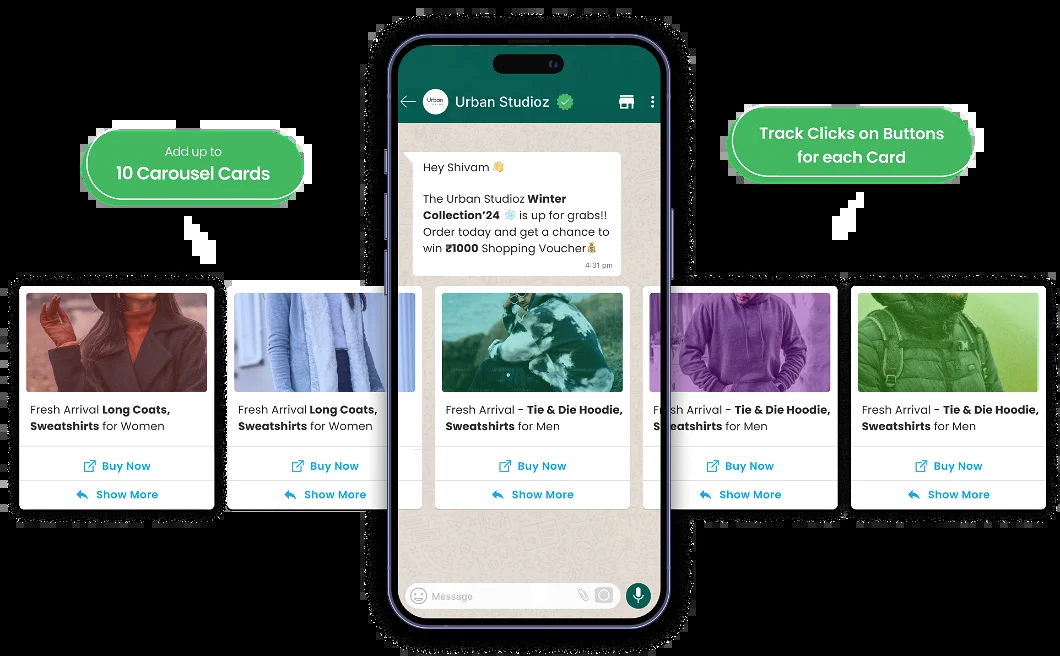 Urban Studioz
Urban
Add up to
10 Carousel Cards
Track Clicks on Buttons
for each Card
Hey Shivam 👋
The Urban Studioz Winter
Collection’24 ❄️ is up for grabs!!
Order today and get a chance to
win ₹1000 Shopping Voucher💰
4:31 pm
Fresh Arrival Long Coats,
Sweatshirts for Women
Buy Now
Show More
Fresh Arrival Long Coats,
Sweatshirts for Women
Buy Now
Show More
Fresh Arrival - Tie & Die Hoodie,
Sweatshirts for Men
Buy Now
Show More
Fresh Arrival - Tie & Die Hoodie,
Sweatshirts for Men
Buy Now
Show More
Fresh Arrival - Tie & Die Hoodie,
Sweatshirts for Men
Buy Now
Show More
Message